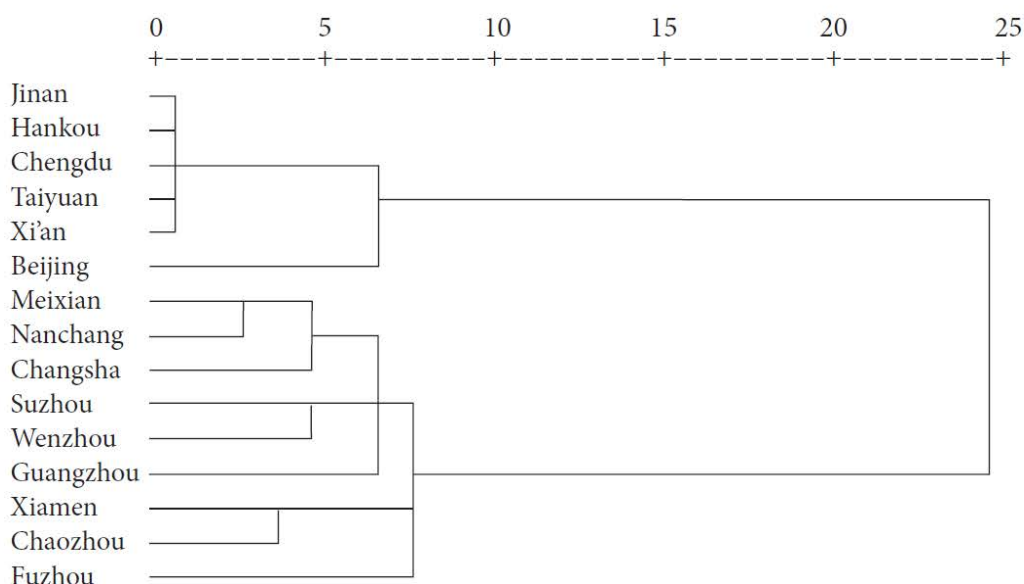 0 5 10 15 20 25
Jinan
Hankou
Chengdu
Taiyuan
Xi’an
Beijing
Meixian
Nanchang
Changsha
Suzhou
Wenzhou
Guangzhou
Xiamen
Chaozhou
Fuzhou